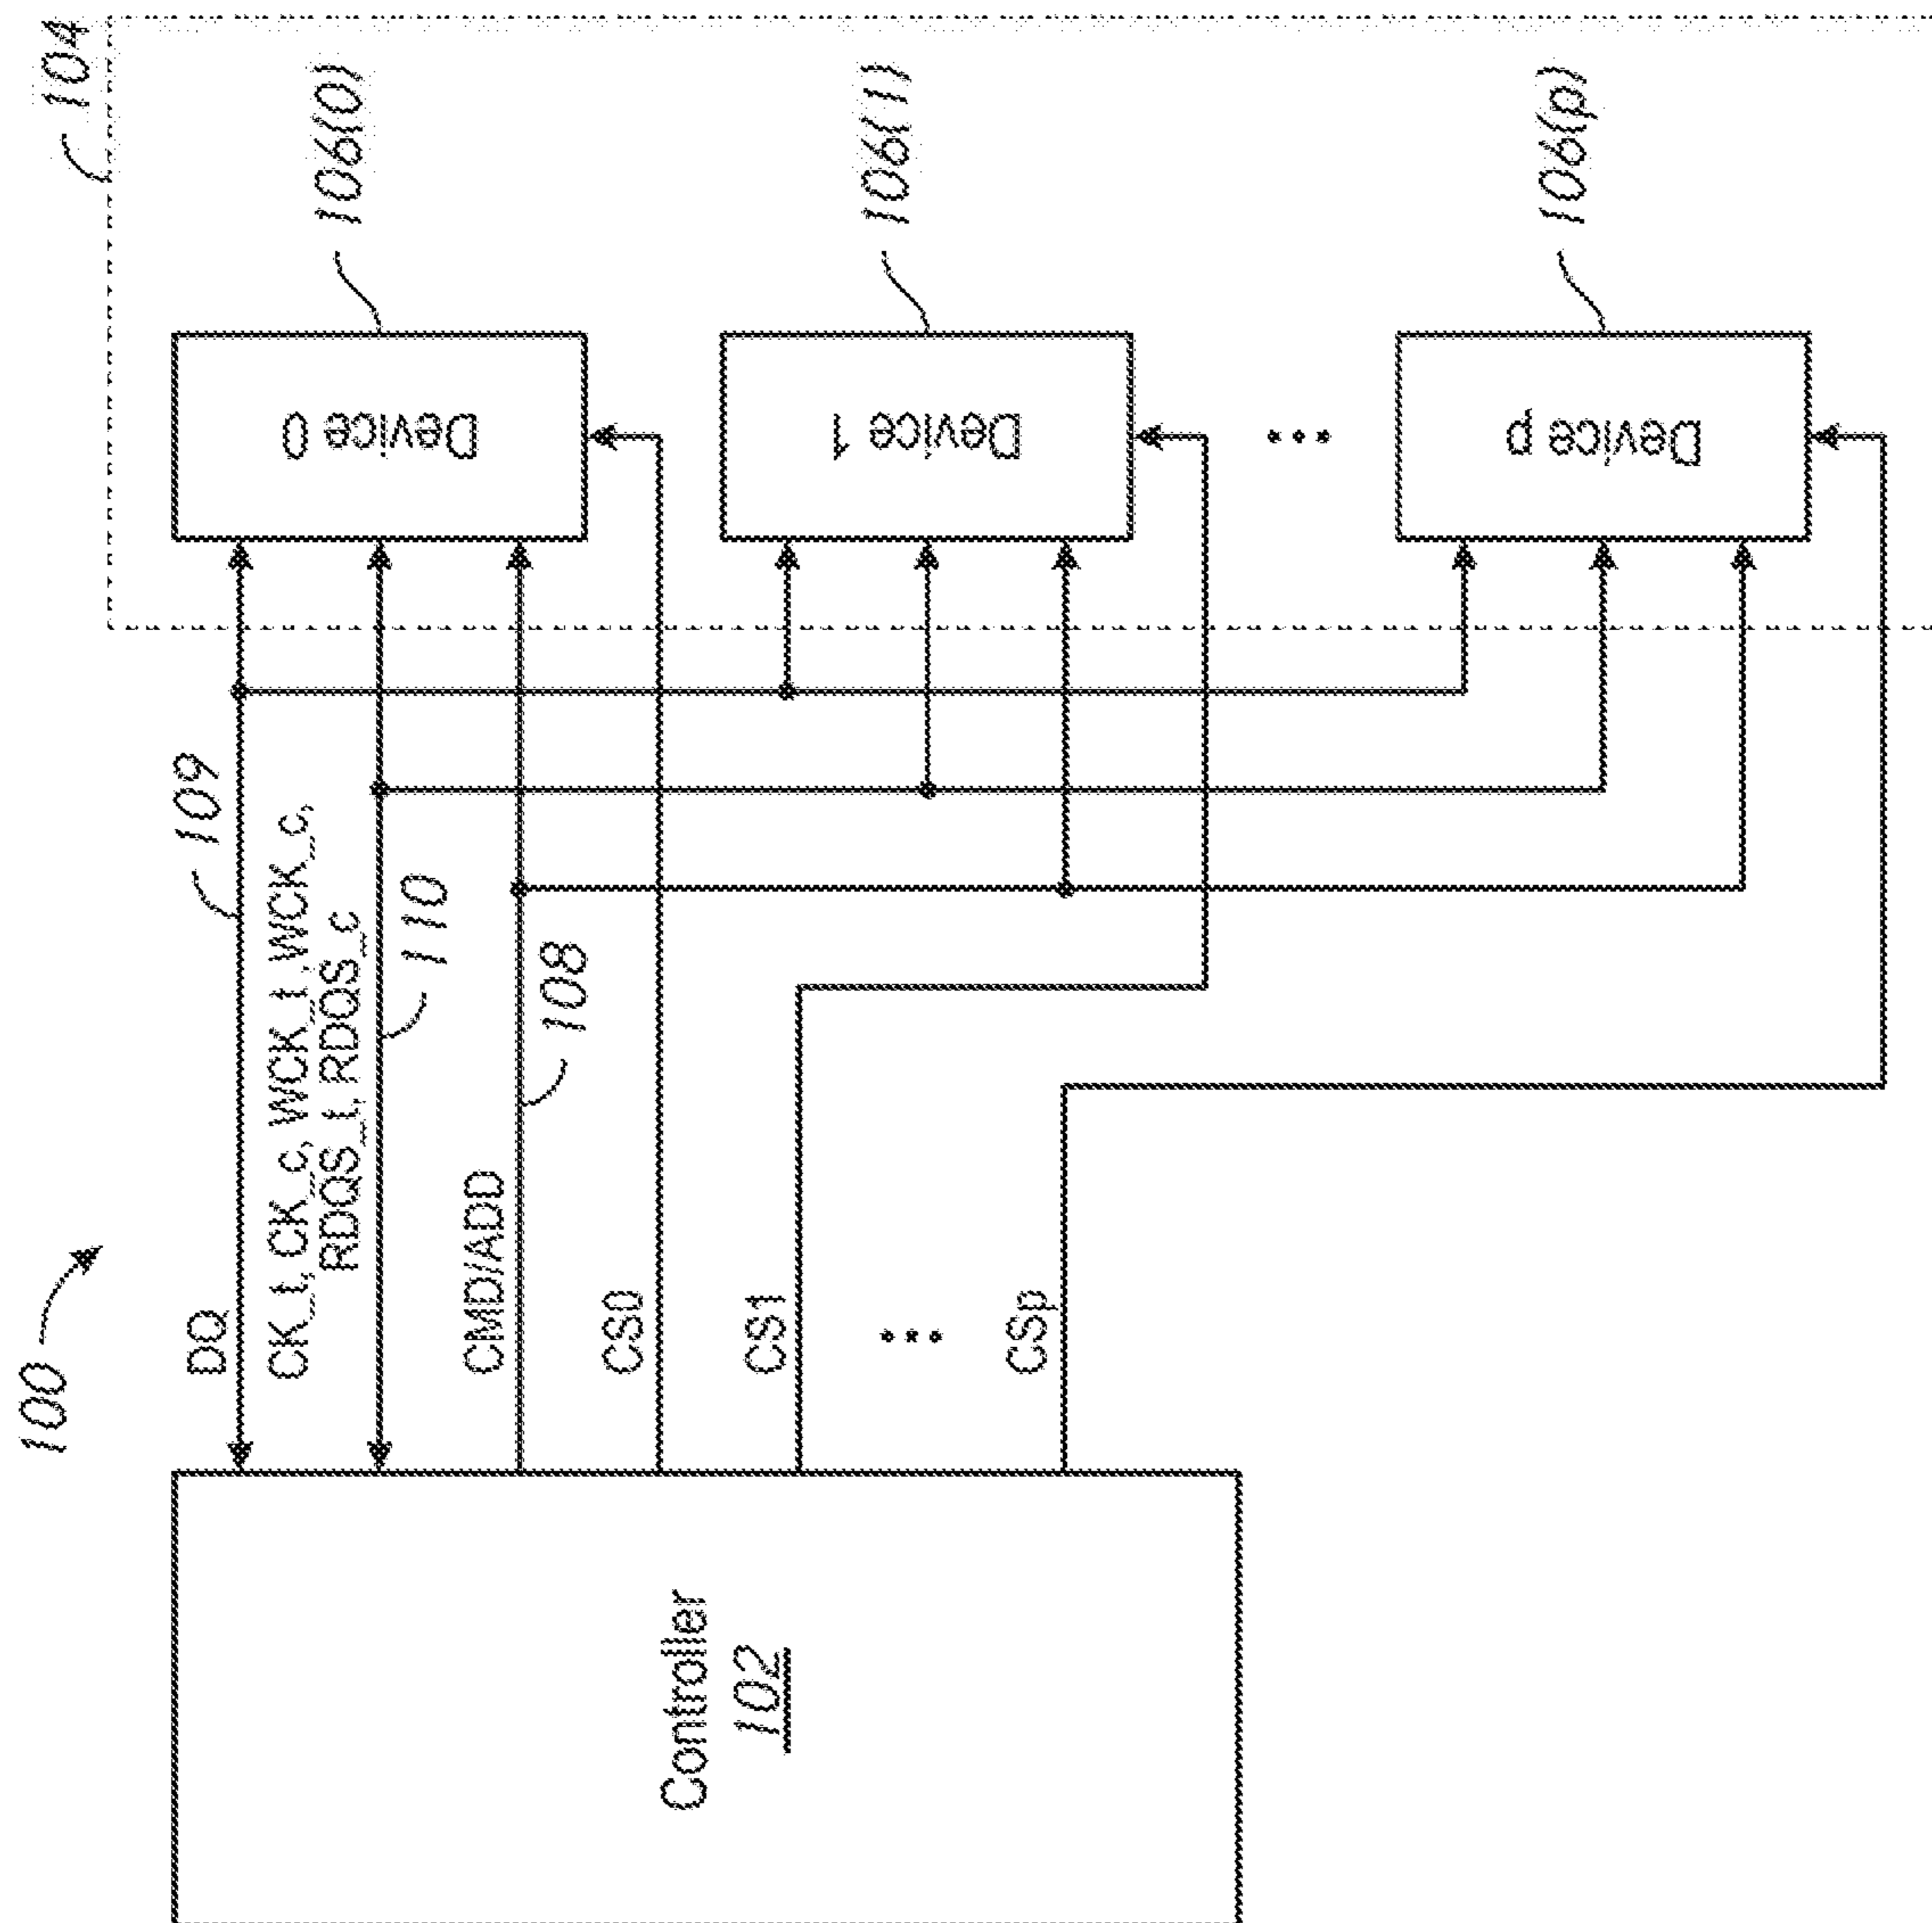 100
104
DQ
109
CK_t, CK_c, WCK_t, WCK_c,
RDQS_t, RDQS_c
110
CMD/ADD
108
CS0
CS1
...
CSp
Controller
102
Device 0
106(0)
Device 1
106(1)
...
Device p
106(p)